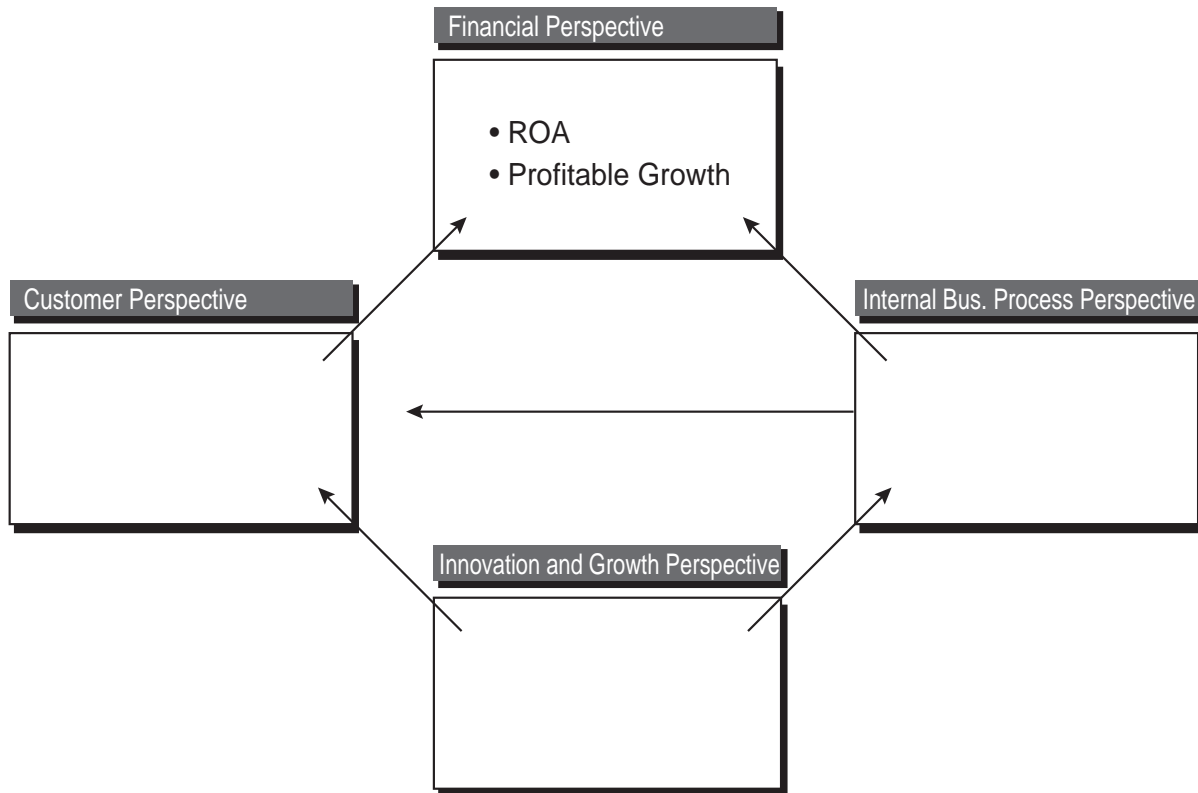 Financial Perspective
• ROA
• Profitable Growth
Customer Perspective
Internal Bus. Process Perspective
Innovation and Growth Perspective